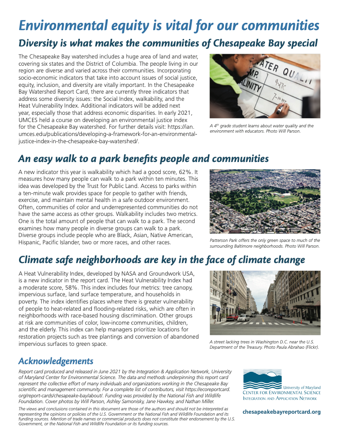 Environmental equity is vital for our communities
Diversity is what makes the communities of Chesapeake Bay special
The Chesapeake Bay watershed includes a huge area of land and water,
covering six states and the District of Columbia. The people living in our
region are diverse and varied across their communities. Incorporating
socio-economic indicators that take into account issues of social justice,
equity, inclusion, and diversity are vitally important. In the Chesapeake
Bay Watershed Report Card, there are currently three indicators that
address some diversity issues: the Social Index, walkability, and the
Heat Vulnerability Index. Additional indicators will be added next
year, especially those that address economic disparities. In early 2021,
UMCES held a course on developing an environmental justice index
for the Chesapeake Bay watershed. For further details visit: https://ian.
umces.edu/publications/developing-a-framework-for-an-environmental-
justice-index-in-the-chesapeake-bay-watershed/.
A 4th grade student learns about water quality and the
environment with educators. Photo Will Parson.
An easy walk to a park benefits people and communities
A new indicator this year is walkability which had a good score, 62%. It
measures how many people can walk to a park within ten minutes. This
idea was developed by the Trust for Public Land. Access to parks within
a ten-minute walk provides space for people to gather with friends,
exercise, and maintain mental health in a safe outdoor environment.
Often, communities of color and underrepresented communities do not
have the same access as other groups. Walkability includes two metrics.
One is the total amount of people that can walk to a park. The second
examines how many people in diverse groups can walk to a park.
Diverse groups include people who are Black, Asian, Native American,
Hispanic, Pacific Islander, two or more races, and other races.
Patterson Park offers the only green space to much of the
surrounding Baltimore neighborhoods. Photo Will Parson.
Climate safe neighborhoods are key in the face of climate change
A Heat Vulnerability Index, developed by NASA and Groundwork USA,
is a new indicator in the report card. The Heat Vulnerability Index had
a moderate score, 58%. This index includes four metrics: tree canopy,
impervious surface, land surface temperature, and households in
poverty. The index identifies places where there is greater vulnerability
of people to heat-related and flooding-related risks, which are often in
neighborhoods with race-based housing discrimination. Other groups
at risk are communities of color, low-income communities, children,
and the elderly. This index can help managers prioritize locations for
restoration projects such as tree plantings and conversion of abandoned
impervious surfaces to green space.
A street lacking trees in Washington D.C. near the U.S.
Department of the Treasury. Photo Paula Abrahao (Flickr).
Acknowledgements
Report card produced and released in June 2021 by the Integration & Application Network, University
of Maryland Center for Environmental Science. The data and methods underpinning this report card
represent the collective effort of many individuals and organizations working in the Chesapeake Bay
scientific and management community. For a complete list of contributors, visit https://ecoreportcard.
org/report-cards/chesapeake-bay/about/. Funding was provided by the National Fish and Wildlife
Foundation. Cover photos by Will Parson, Ashley Samonisky, Jane Hawkey, and Nathan Miller.
The views and conclusions contained in this document are those of the authors and should not be interpreted as
representing the opinions or policies of the U.S. Government or the National Fish and Wildlife Foundation and its
funding sources. Mention of trade names or commercial products does not constitute their endorsement by the U.S.
Government, or the National Fish and Wildlife Foundation or its funding sources.
University of Maryland
CENTER FOR ENVIRONMENTAL SCIENCE
INTEGRATION AND APPLICATION NETWORK
chesapeakebayreportcard.org